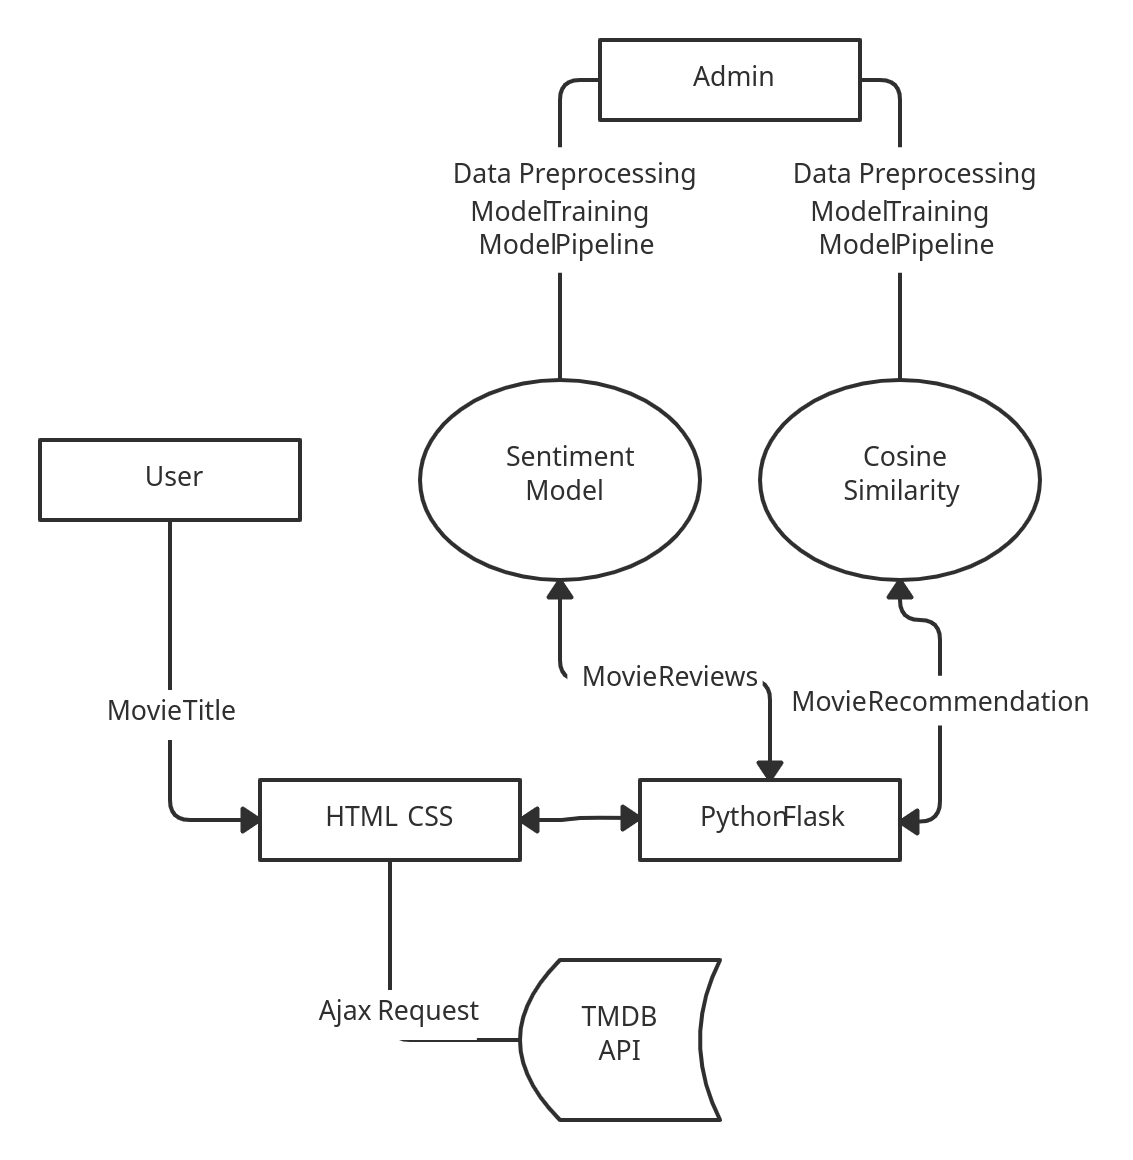 Admin
Data Preprocessing
ModelTraining
ModelPipeline
Data Preprocessing
ModelTraining
ModelPipeline
Sentiment
Model
Cosine
Similarity
User
MovieReviews
MovieRecommendation
MovieTitle
HTML CSS
PythonFlask
Ajax Request
TMDB
API